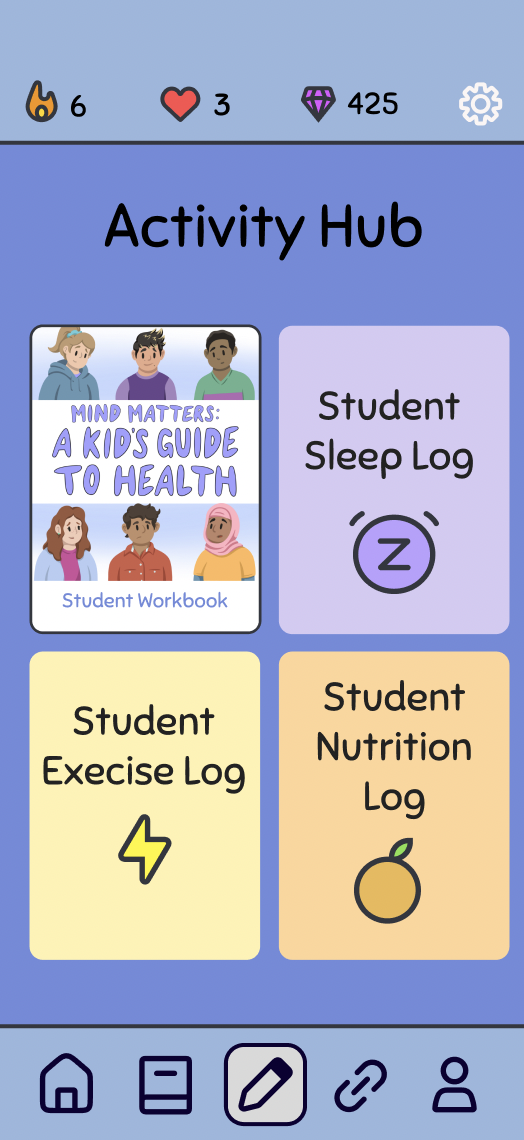 6 3 425
Activity Hub
MIND MATTERS:
A KID'S GUIDE
TO HEALTH
Student Workbook
Student
Sleep Log
Z
Student
Execise Log
Student
Nutrition
Log